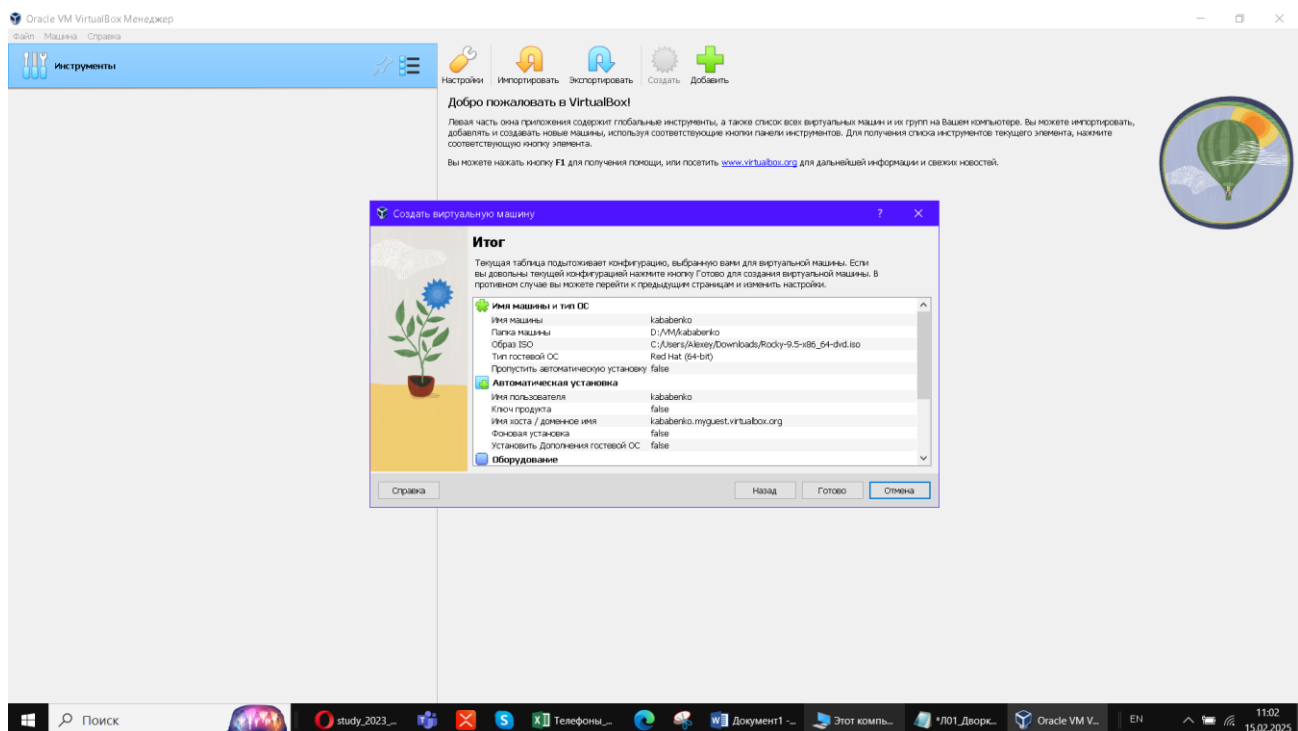 Oracle VM VirtualBox Менеджер
Файл Машина Справка
Инструменты
Настройки Импортировать Экспортировать Создать Добавить
Добро пожаловать в VirtualBox!
Левая часть окна приложения содержит глобальные инструменты, а также список всех виртуальных машин и их групп на Вашем компьютере. Вы можете импортировать,
добавлять и создавать новые машины, используя соответствующие кнопки панели инструментов. Для получения списка инструментов текущего элемента, нажмите
соответствующую кнопку элемента.
Вы можете нажать кнопку F1 для получения помощи, или посетить www.virtualbox.org для дальнейшей информации и свежих новостей.
Создать виртуальную машину ?
Итог
Текущая таблица подытоживает конфигурацию, выбранную вами для виртуальной машины. Если
вы довольны текущей конфигурацией нажмите кнопку Готово для создания виртуальной машины. В
противном случае вы можете перейти к предыдущим страницам и изменить настройки.
Имя машины и тип ОС
Имя машины kababenko
Папка машины D:/VM/kababenko
Образ ISO C:/Users/Alexey/Downloads/Rocky-9.5-x86_64-dvd.iso
Тип гостевой ОС Red Hat (64-bit)
Пропустить автоматическую установку false
Автоматическая установка
Имя пользователя kababenko
Ключ продукта false
Имя хоста / доменное имя kababenko.myguest.virtualbox.org
Фоновая установка false
Установить Дополнения гостевой ОС false
Оборудование
Справка Назад Готово Отмена
Поиск study_2023_... Телефоны_... Документ1 -... Этот компь... *Л01_Дворк... Oracle VM V... EN 11:02
15.02.2025